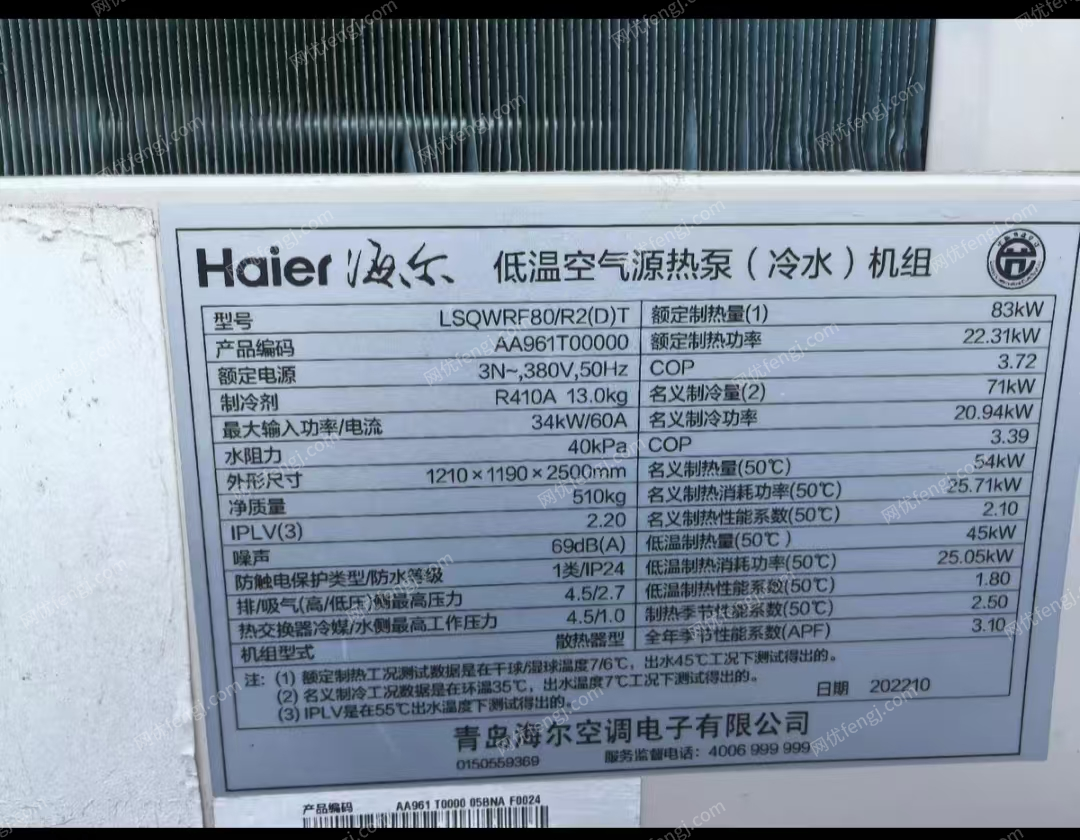 Haier 海尔 低温空气源热泵（冷水）机组
型号 LSQWRF80/R2(D)T 额定制热量(1) 83kW
产品编码 AA961T00000 额定制热功率 22.31kW
额定电源 3N~,380V,50Hz COP 3.72
制冷剂 R410A 13.0kg 名义制冷量(2) 71kW
最大输入功率/电流 34kW/60A 名义制冷功率 20.94kW
水阻力 40kPa COP 3.39
外形尺寸 1210×1190×2500mm 名义制热量(50℃) 54kW
净质量 510kg 名义制热消耗功率(50℃) 25.71kW
IPLV(3) 2.20 名义制热性能系数(50℃) 2.10
噪声 69dB(A) 低温制热量(50℃) 45kW
防触电保护类型/防水等级 1类/IP24 低温制热消耗功率(50℃) 25.05kW
排/吸气(高/低压)侧最高压力 4.5/2.7 低温制热性能系数(50℃) 1.80
热交换器冷媒/水侧最高工作压力 4.5/1.0 制热季节性能系数(50℃) 2.50
机组型式 散热器型 全年季节性能系数(APF) 3.10
注：(1) 额定制热工况测试数据是在干球/湿球温度7/6℃，出水45℃工况下测试得出的。
(2) 名义制冷工况数据是在环温35℃，出水温度7℃工况下测试得出的。
(3) IPLV是在55℃出水温度下测试得出的。
日期 202210
青岛海尔空调电子有限公司
0150559369 服务监督电话：4006 999 999
产品编码 AA961 T0000 05BNA F0024
网优fengj.com